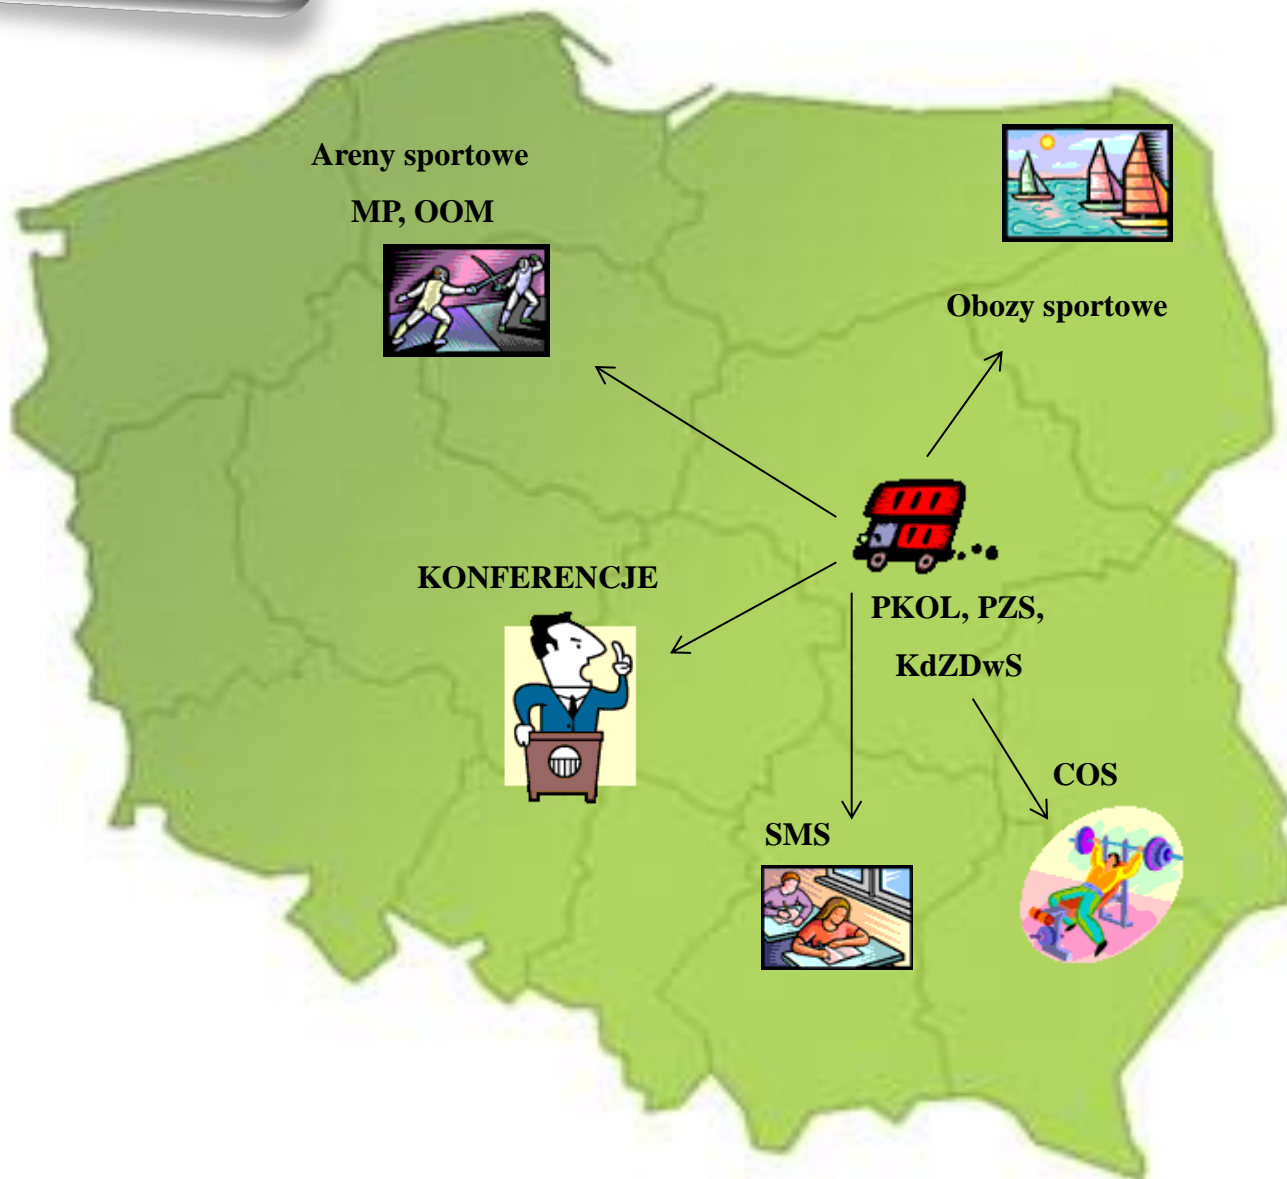 Areny sportowe
MP, OOM
Obozy sportowe
KONFERENCJE
PKOL, PZS,
KdZDwS
COS
SMS